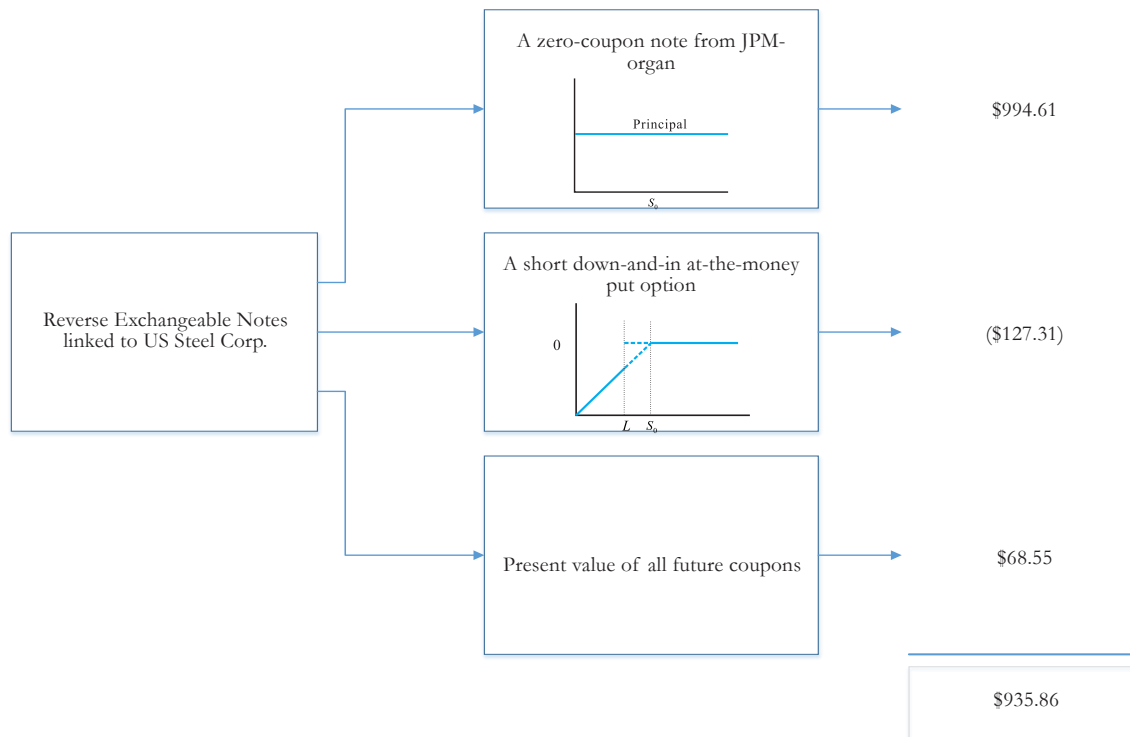 A zero-coupon note from JPM-
organ
Principal
S₀
$994.61
Reverse Exchangeable Notes
linked to US Steel Corp.
A short down-and-in at-the-money
put option
0
L S₀
($127.31)
Present value of all future coupons
$68.55
$935.86